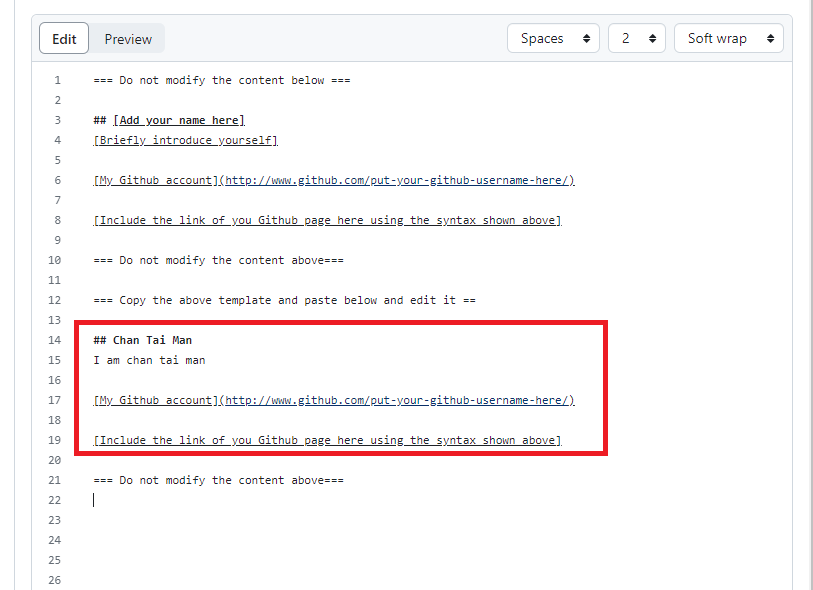 Edit Preview Spaces 2 Soft wrap
1 === Do not modify the content below ===
2
3 ## [Add your name here]
4 [Briefly introduce yourself]
5
6 [My Github account](http://www.github.com/put-your-github-username-here/)
7
8 [Include the link of you Github page here using the syntax shown above]
9
10 === Do not modify the content above===
11
12 === Copy the above template and paste below and edit it ==
13
14 ## Chan Tai Man
15 I am chan tai man
16
17 [My Github account](http://www.github.com/put-your-github-username-here/)
18
19 [Include the link of you Github page here using the syntax shown above]
20
21 === Do not modify the content above===
22
23
24
25
26